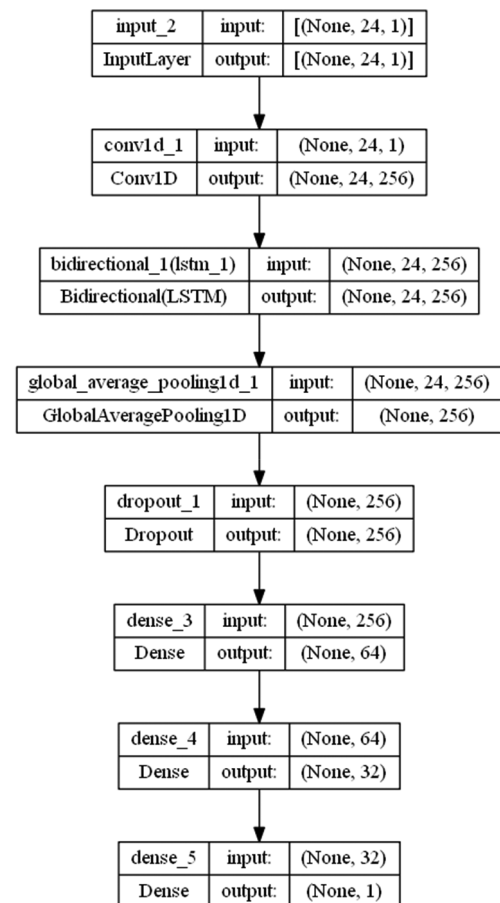 input_2 input: [(None, 24, 1)]
InputLayer output: [(None, 24, 1)]
conv1d_1 input: (None, 24, 1)
Conv1D output: (None, 24, 256)
bidirectional_1(lstm_1) input: (None, 24, 256)
Bidirectional(LSTM) output: (None, 24, 256)
global_average_pooling1d_1 input: (None, 24, 256)
GlobalAveragePooling1D output: (None, 256)
dropout_1 input: (None, 256)
Dropout output: (None, 256)
dense_3 input: (None, 256)
Dense output: (None, 64)
dense_4 input: (None, 64)
Dense output: (None, 32)
dense_5 input: (None, 32)
Dense output: (None, 1)